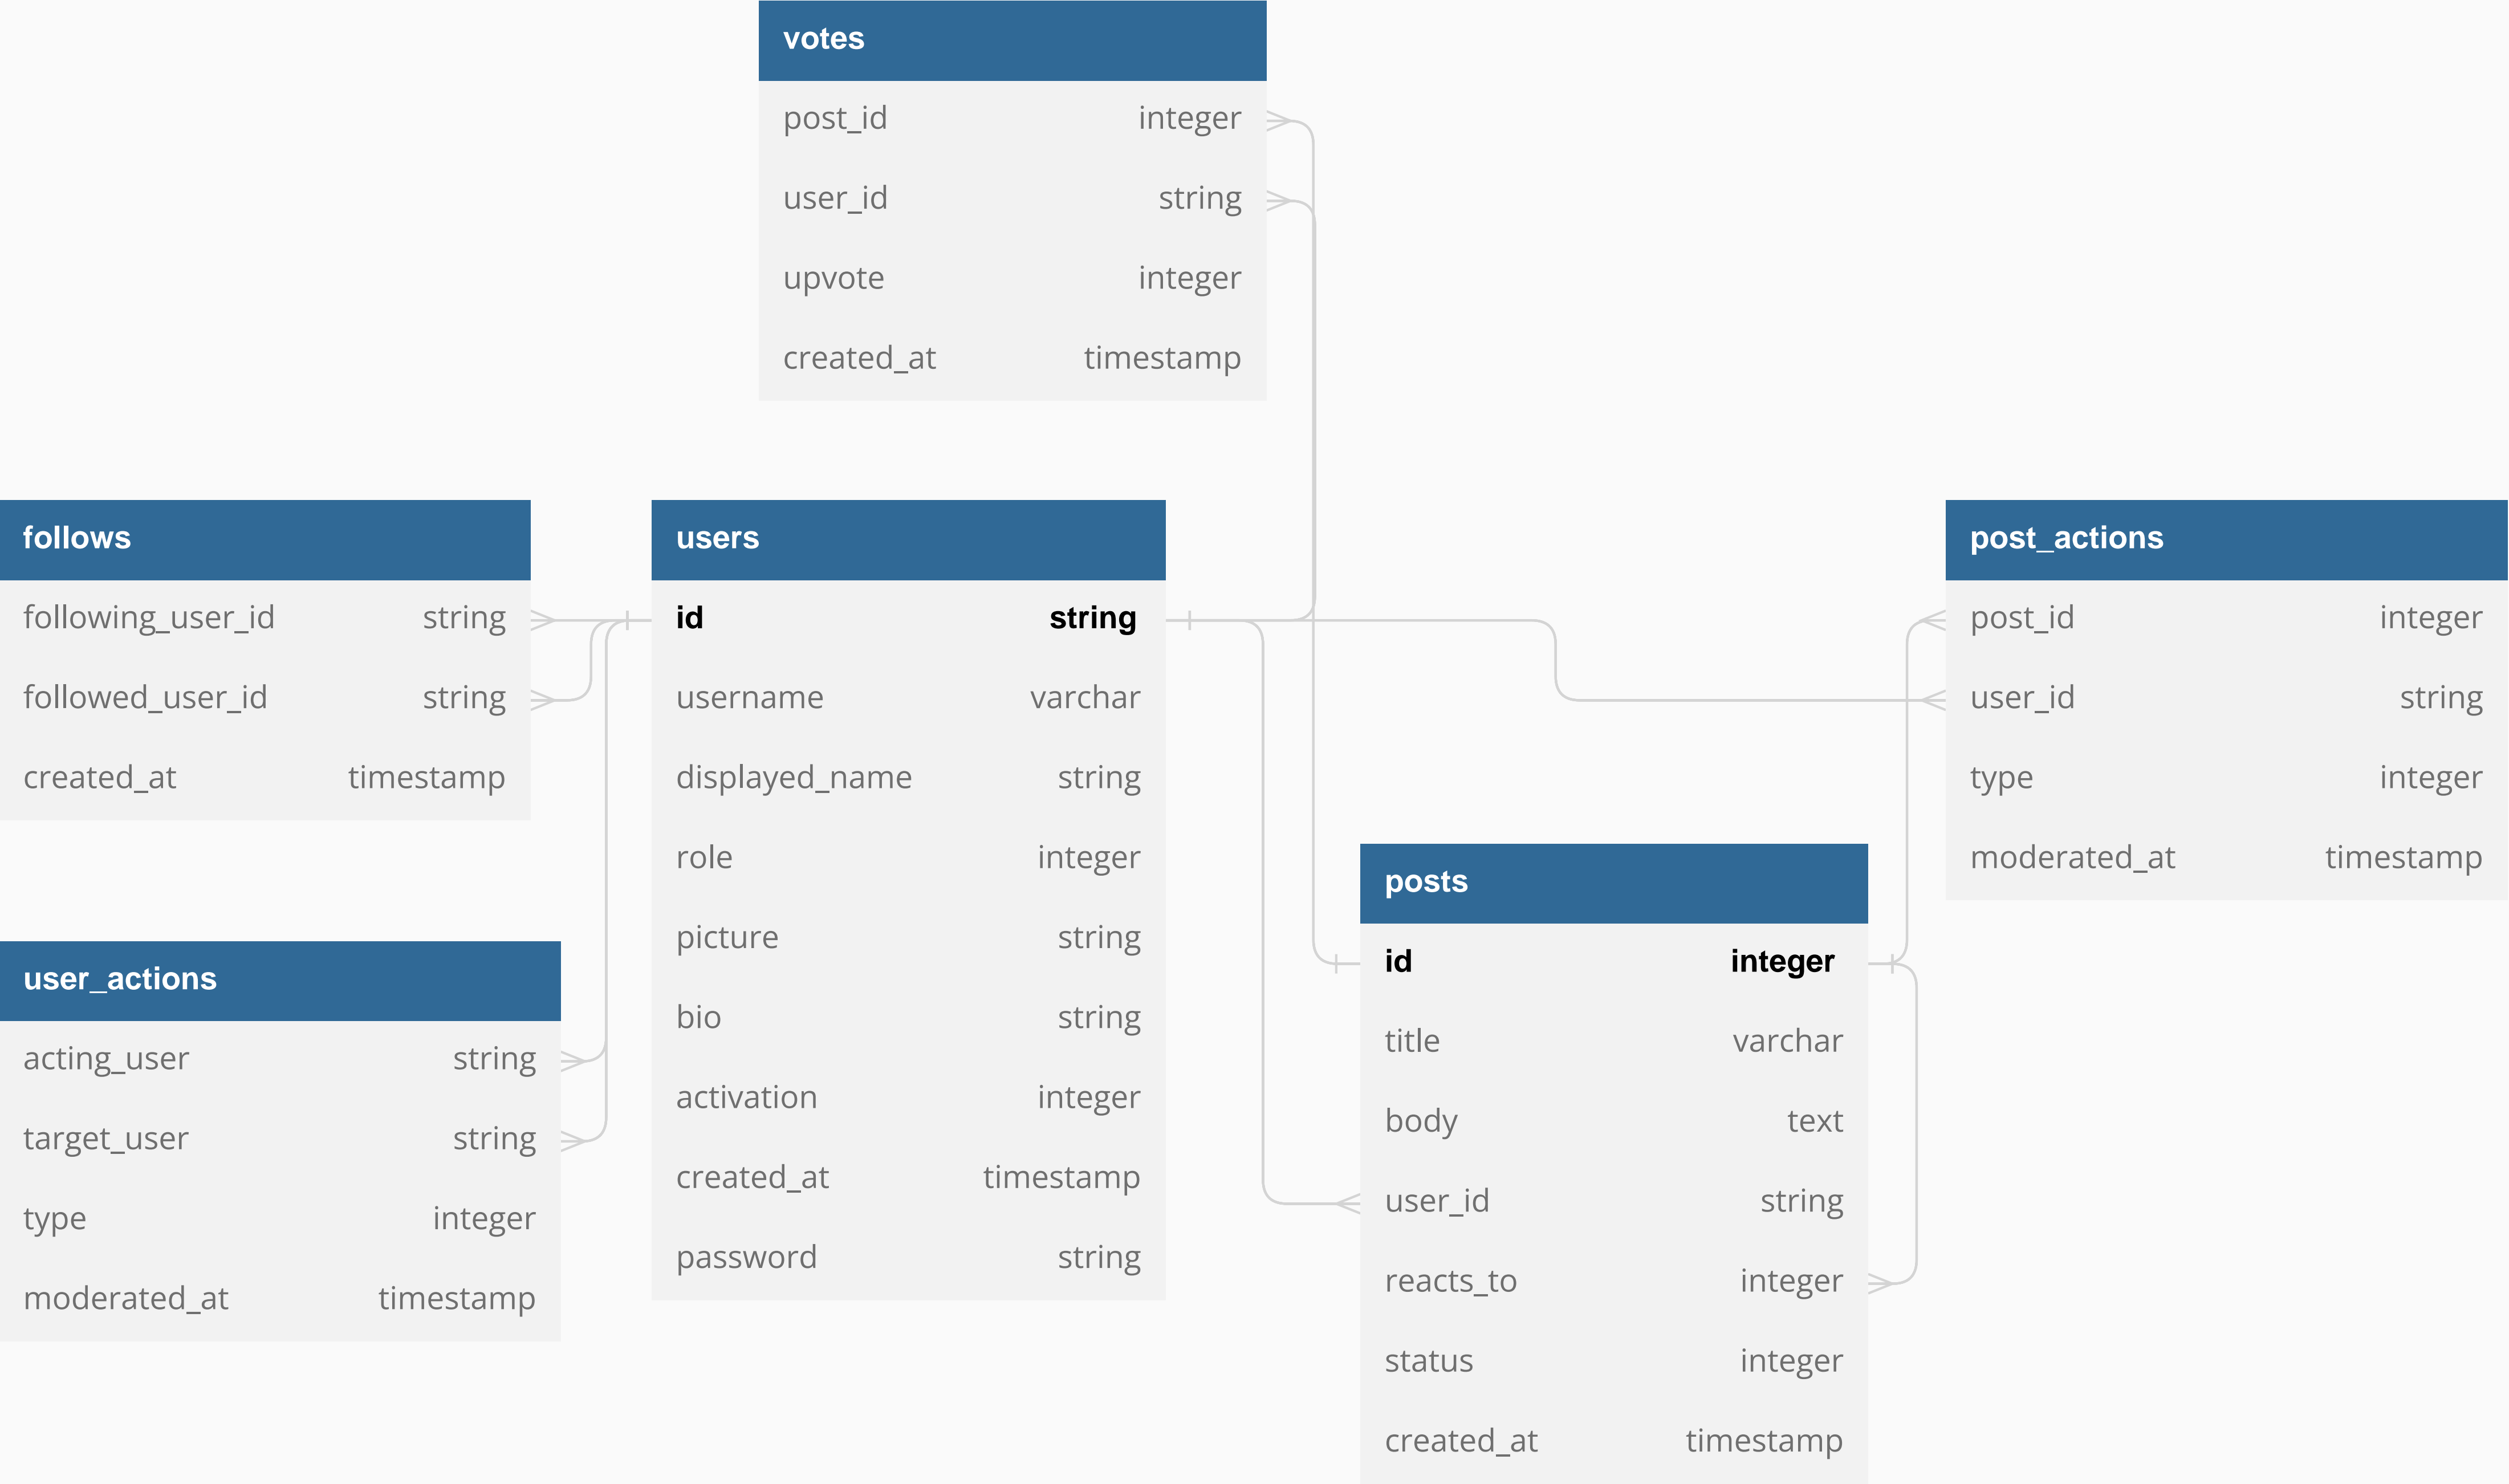 votes
post_id integer
user_id string
upvote integer
created_at timestamp
follows
following_user_id string
followed_user_id string
created_at timestamp
users
id string
username varchar
displayed_name string
role integer
picture string
bio string
activation integer
created_at timestamp
password string
post_actions
post_id integer
user_id string
type integer
moderated_at timestamp
user_actions
acting_user string
target_user string
type integer
moderated_at timestamp
posts
id integer
title varchar
body text
user_id string
reacts_to integer
status integer
created_at timestamp